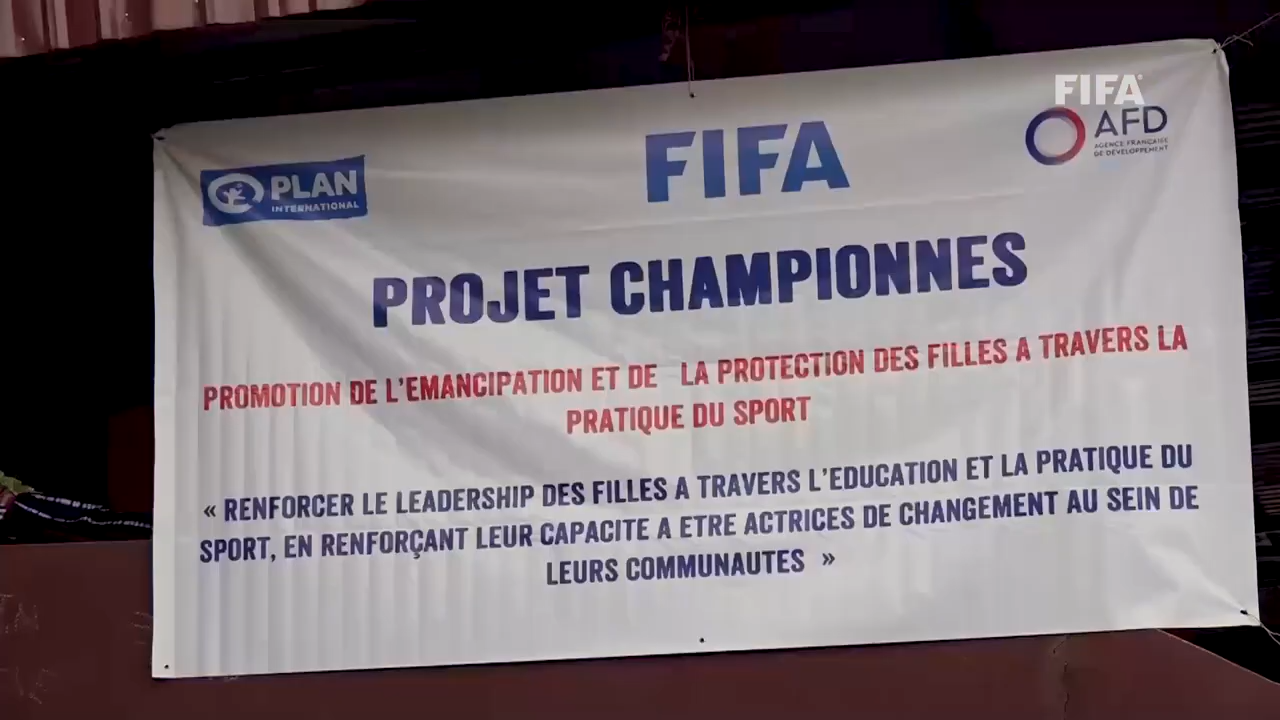 FIFA
PLAN
INTERNATIONAL
FIFA
AFD
AGENCE FRANÇAISE
DE DÉVELOPPEMENT
PROJET CHAMPIONNES
PROMOTION DE L'EMANCIPATION ET DE LA PROTECTION DES FILLES A TRAVERS LA
PRATIQUE DU SPORT
« RENFORCER LE LEADERSHIP DES FILLES A TRAVERS L'EDUCATION ET LA PRATIQUE DU
SPORT, EN RENFORÇANT LEUR CAPACITE A ETRE ACTRICES DE CHANGEMENT AU SEIN DE
LEURS COMMUNAUTES »